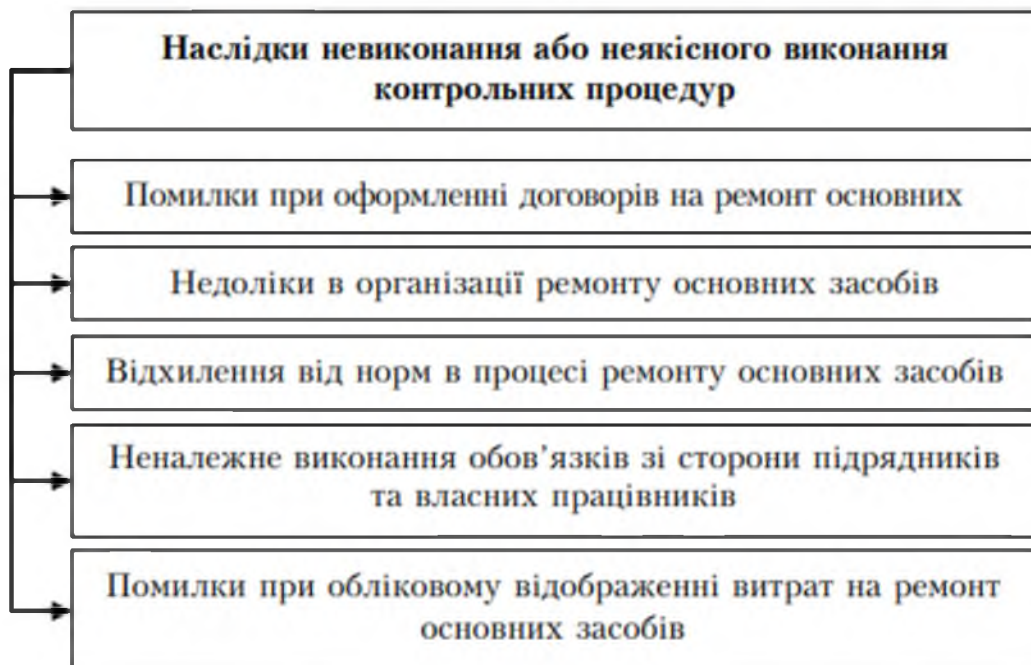 Наслідки невиконання або неякісного виконання
контрольних процедур
Помилки при оформленні договорів на ремонт основних
Недоліки в організації ремонту основних засобів
Відхилення від норм в процесі ремонту основних засобів
Неналежне виконання обов’язків зі сторони підрядників
та власних працівників
Помилки при обліковому відображенні витрат на ремонт
основних засобів